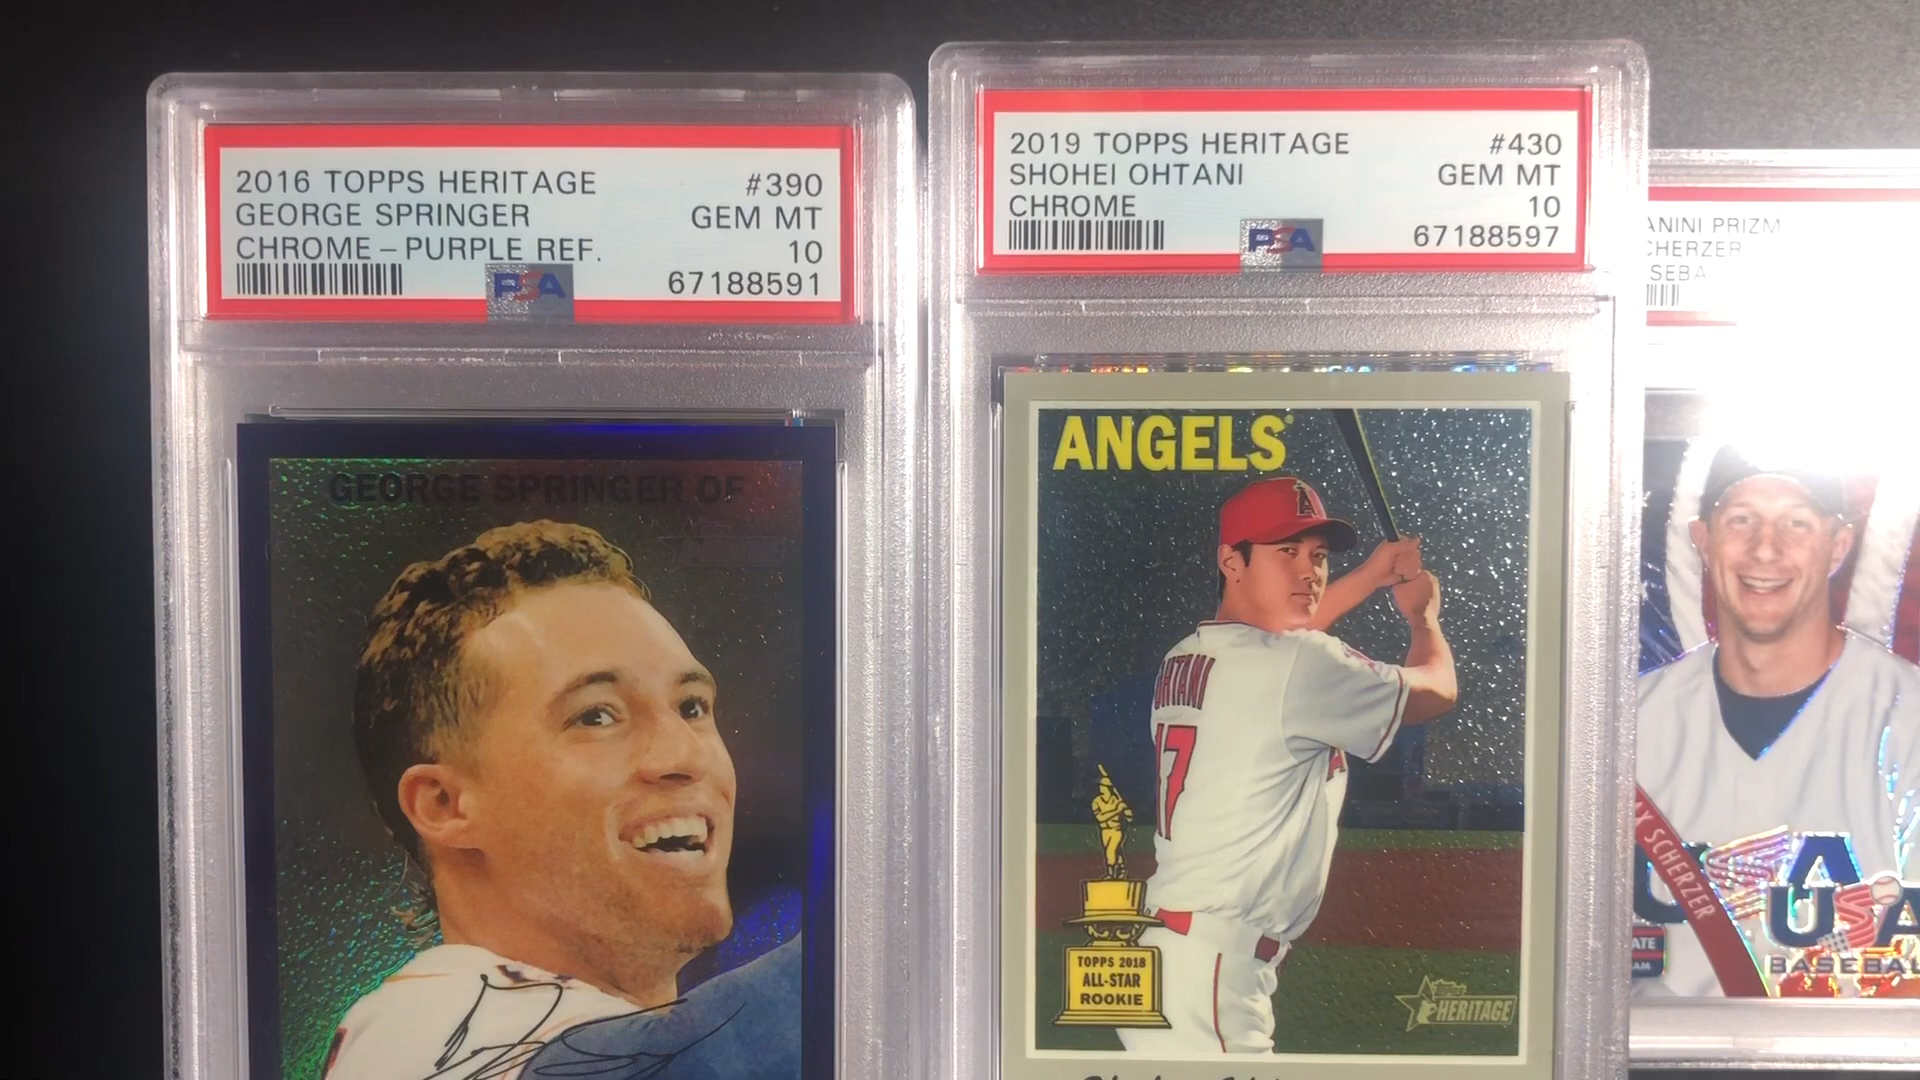 2016 TOPPS HERITAGE #390
GEORGE SPRINGER GEM MT
CHROME – PURPLE REF. 10
PSA 67188591
GEORGE SPRINGER OF
2019 TOPPS HERITAGE #430
SHOHEI OHTANI GEM MT
CHROME 10
PSA 67188597
ANGELS
A
OHTANI
17
TOPPS 2018
ALL-STAR
ROOKIE
HERITAGE
ANINI PRIZM
CHERZER
SEBA
SCHERZER
USA
USA
BASEBAL